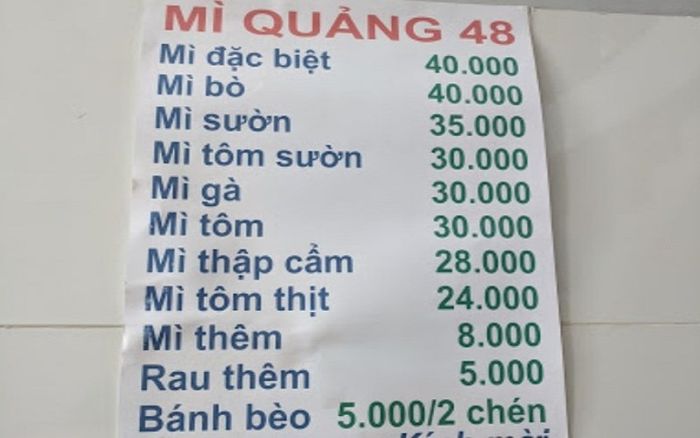 MÌ QUẢNG 48
Mì đặc biệt 40.000
Mì bò 40.000
Mì sườn 35.000
Mì tôm sườn 30.000
Mì gà 30.000
Mì tôm 30.000
Mì thập cẩm 28.000
Mì tôm thịt 24.000
Mì thêm 8.000
Rau thêm 5.000
Bánh bèo 5.000/2 chén
Kính mời